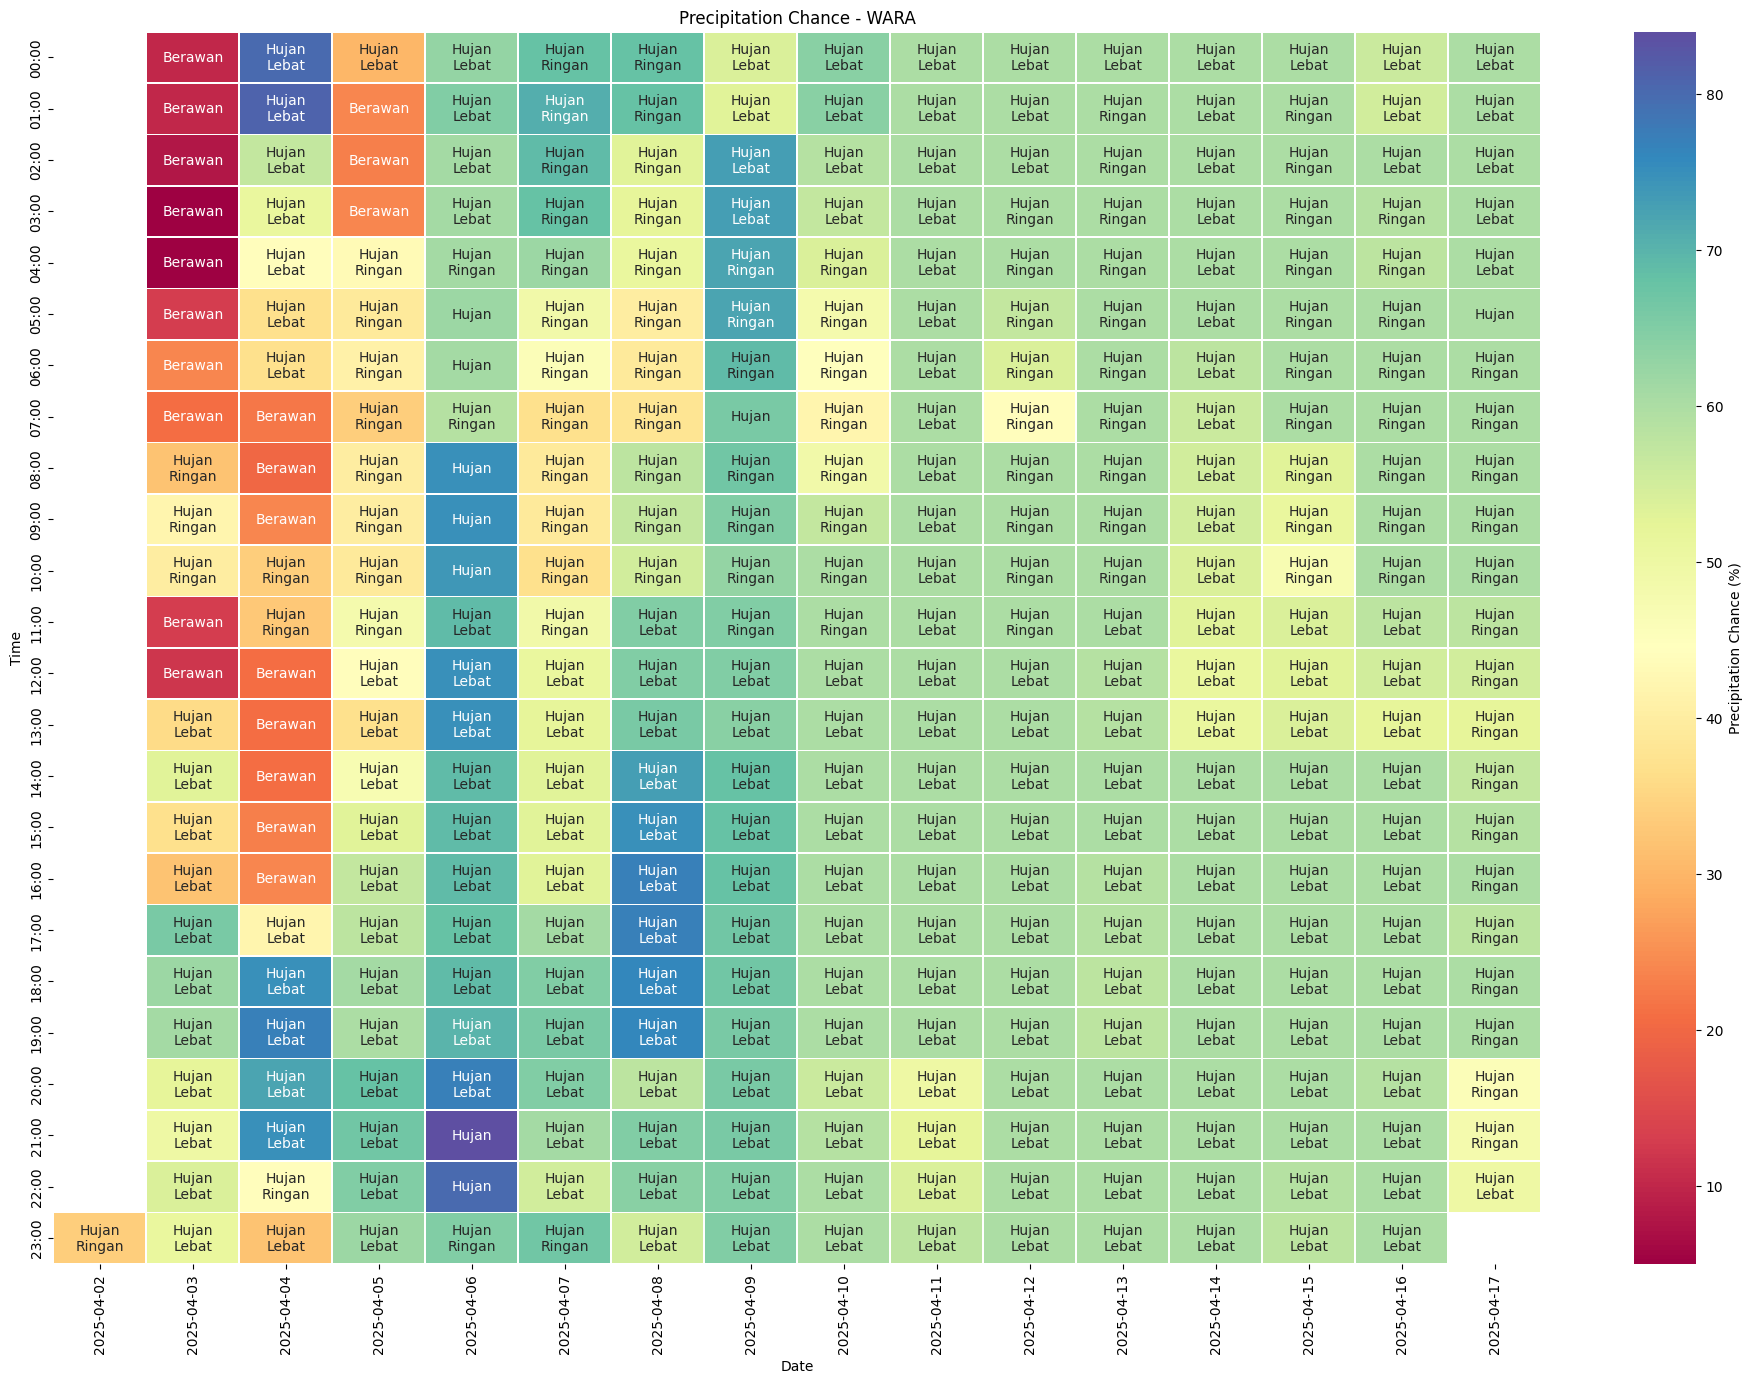 Precipitation Chance - WARA
00:00 Berawan Hujan Lebat Hujan Lebat Hujan Lebat Hujan Ringan Hujan Ringan Hujan Lebat Hujan Lebat Hujan Lebat Hujan Lebat Hujan Lebat Hujan Lebat Hujan Lebat Hujan Lebat Hujan Lebat
01:00 Berawan Hujan Lebat Berawan Hujan Lebat Hujan Ringan Hujan Ringan Hujan Lebat Hujan Lebat Hujan Lebat Hujan Lebat Hujan Ringan Hujan Lebat Hujan Ringan Hujan Lebat Hujan Lebat
02:00 Berawan Hujan Lebat Berawan Hujan Lebat Hujan Ringan Hujan Ringan Hujan Lebat Hujan Lebat Hujan Lebat Hujan Lebat Hujan Ringan Hujan Lebat Hujan Ringan Hujan Lebat Hujan Lebat
03:00 Berawan Hujan Lebat Berawan Hujan Lebat Hujan Ringan Hujan Ringan Hujan Lebat Hujan Lebat Hujan Lebat Hujan Ringan Hujan Ringan Hujan Lebat Hujan Ringan Hujan Ringan Hujan Lebat
04:00 Berawan Hujan Lebat Hujan Ringan Hujan Ringan Hujan Ringan Hujan Ringan Hujan Ringan Hujan Ringan Hujan Lebat Hujan Ringan Hujan Ringan Hujan Lebat Hujan Ringan Hujan Ringan Hujan Lebat
05:00 Berawan Hujan Lebat Hujan Ringan Hujan Hujan Ringan Hujan Ringan Hujan Ringan Hujan Ringan Hujan Lebat Hujan Ringan Hujan Ringan Hujan Lebat Hujan Ringan Hujan Ringan Hujan
06:00 Berawan Hujan Lebat Hujan Ringan Hujan Hujan Ringan Hujan Ringan Hujan Ringan Hujan Ringan Hujan Lebat Hujan Ringan Hujan Ringan Hujan Lebat Hujan Ringan Hujan Ringan Hujan Ringan
07:00 Berawan Berawan Hujan Ringan Hujan Ringan Hujan Ringan Hujan Ringan Hujan Hujan Ringan Hujan Lebat Hujan Ringan Hujan Ringan Hujan Lebat Hujan Ringan Hujan Ringan Hujan Ringan
08:00 Hujan Ringan Berawan Hujan Ringan Hujan Hujan Ringan Hujan Ringan Hujan Ringan Hujan Ringan Hujan Lebat Hujan Ringan Hujan Ringan Hujan Lebat Hujan Ringan Hujan Ringan Hujan Ringan
09:00 Hujan Ringan Berawan Hujan Ringan Hujan Hujan Ringan Hujan Ringan Hujan Ringan Hujan Ringan Hujan Lebat Hujan Ringan Hujan Ringan Hujan Lebat Hujan Ringan Hujan Ringan Hujan Ringan
10:00 Hujan Ringan Hujan Ringan Hujan Ringan Hujan Hujan Ringan Hujan Ringan Hujan Ringan Hujan Ringan Hujan Lebat Hujan Ringan Hujan Ringan Hujan Lebat Hujan Ringan Hujan Ringan Hujan Ringan
11:00 Berawan Hujan Ringan Hujan Ringan Hujan Lebat Hujan Ringan Hujan Lebat Hujan Ringan Hujan Ringan Hujan Lebat Hujan Ringan Hujan Lebat Hujan Lebat Hujan Lebat Hujan Lebat Hujan Ringan
12:00 Berawan Berawan Hujan Lebat Hujan Lebat Hujan Lebat Hujan Lebat Hujan Lebat Hujan Lebat Hujan Lebat Hujan Lebat Hujan Lebat Hujan Lebat Hujan Lebat Hujan Lebat Hujan Ringan
13:00 Hujan Lebat Berawan Hujan Lebat Hujan Lebat Hujan Lebat Hujan Lebat Hujan Lebat Hujan Lebat Hujan Lebat Hujan Lebat Hujan Lebat Hujan Lebat Hujan Lebat Hujan Lebat Hujan Ringan
14:00 Hujan Lebat Berawan Hujan Lebat Hujan Lebat Hujan Lebat Hujan Lebat Hujan Lebat Hujan Lebat Hujan Lebat Hujan Lebat Hujan Lebat Hujan Lebat Hujan Lebat Hujan Lebat Hujan Ringan
15:00 Hujan Lebat Berawan Hujan Lebat Hujan Lebat Hujan Lebat Hujan Lebat Hujan Lebat Hujan Lebat Hujan Lebat Hujan Lebat Hujan Lebat Hujan Lebat Hujan Lebat Hujan Lebat Hujan Ringan
16:00 Hujan Lebat Berawan Hujan Lebat Hujan Lebat Hujan Lebat Hujan Lebat Hujan Lebat Hujan Lebat Hujan Lebat Hujan Lebat Hujan Lebat Hujan Lebat Hujan Lebat Hujan Lebat Hujan Ringan
17:00 Hujan Lebat Hujan Lebat Hujan Lebat Hujan Lebat Hujan Lebat Hujan Lebat Hujan Lebat Hujan Lebat Hujan Lebat Hujan Lebat Hujan Lebat Hujan Lebat Hujan Lebat Hujan Lebat Hujan Ringan
18:00 Hujan Lebat Hujan Lebat Hujan Lebat Hujan Lebat Hujan Lebat Hujan Lebat Hujan Lebat Hujan Lebat Hujan Lebat Hujan Lebat Hujan Lebat Hujan Lebat Hujan Lebat Hujan Lebat Hujan Ringan
19:00 Hujan Lebat Hujan Lebat Hujan Lebat Hujan Lebat Hujan Lebat Hujan Lebat Hujan Lebat Hujan Lebat Hujan Lebat Hujan Lebat Hujan Lebat Hujan Lebat Hujan Lebat Hujan Lebat Hujan Ringan
20:00 Hujan Lebat Hujan Lebat Hujan Lebat Hujan Lebat Hujan Lebat Hujan Lebat Hujan Lebat Hujan Lebat Hujan Lebat Hujan Lebat Hujan Lebat Hujan Lebat Hujan Lebat Hujan Lebat Hujan Ringan
21:00 Hujan Lebat Hujan Lebat Hujan Lebat Hujan Hujan Lebat Hujan Lebat Hujan Lebat Hujan Lebat Hujan Lebat Hujan Lebat Hujan Lebat Hujan Lebat Hujan Lebat Hujan Lebat Hujan Ringan
22:00 Hujan Lebat Hujan Ringan Hujan Lebat Hujan Hujan Lebat Hujan Lebat Hujan Lebat Hujan Lebat Hujan Lebat Hujan Lebat Hujan Lebat Hujan Lebat Hujan Lebat Hujan Lebat Hujan Lebat
23:00 Hujan Ringan Hujan Lebat Hujan Lebat Hujan Lebat Hujan Ringan Hujan Ringan Hujan Lebat Hujan Lebat Hujan Lebat Hujan Lebat Hujan Lebat Hujan Lebat Hujan Lebat Hujan Lebat Hujan Lebat
Time
2025-04-02 2025-04-03 2025-04-04 2025-04-05 2025-04-06 2025-04-07 2025-04-08 2025-04-09 2025-04-10 2025-04-11 2025-04-12 2025-04-13 2025-04-14 2025-04-15 2025-04-16 2025-04-17
Date
80
70
60
50
40
30
20
10
Precipitation Chance (%)